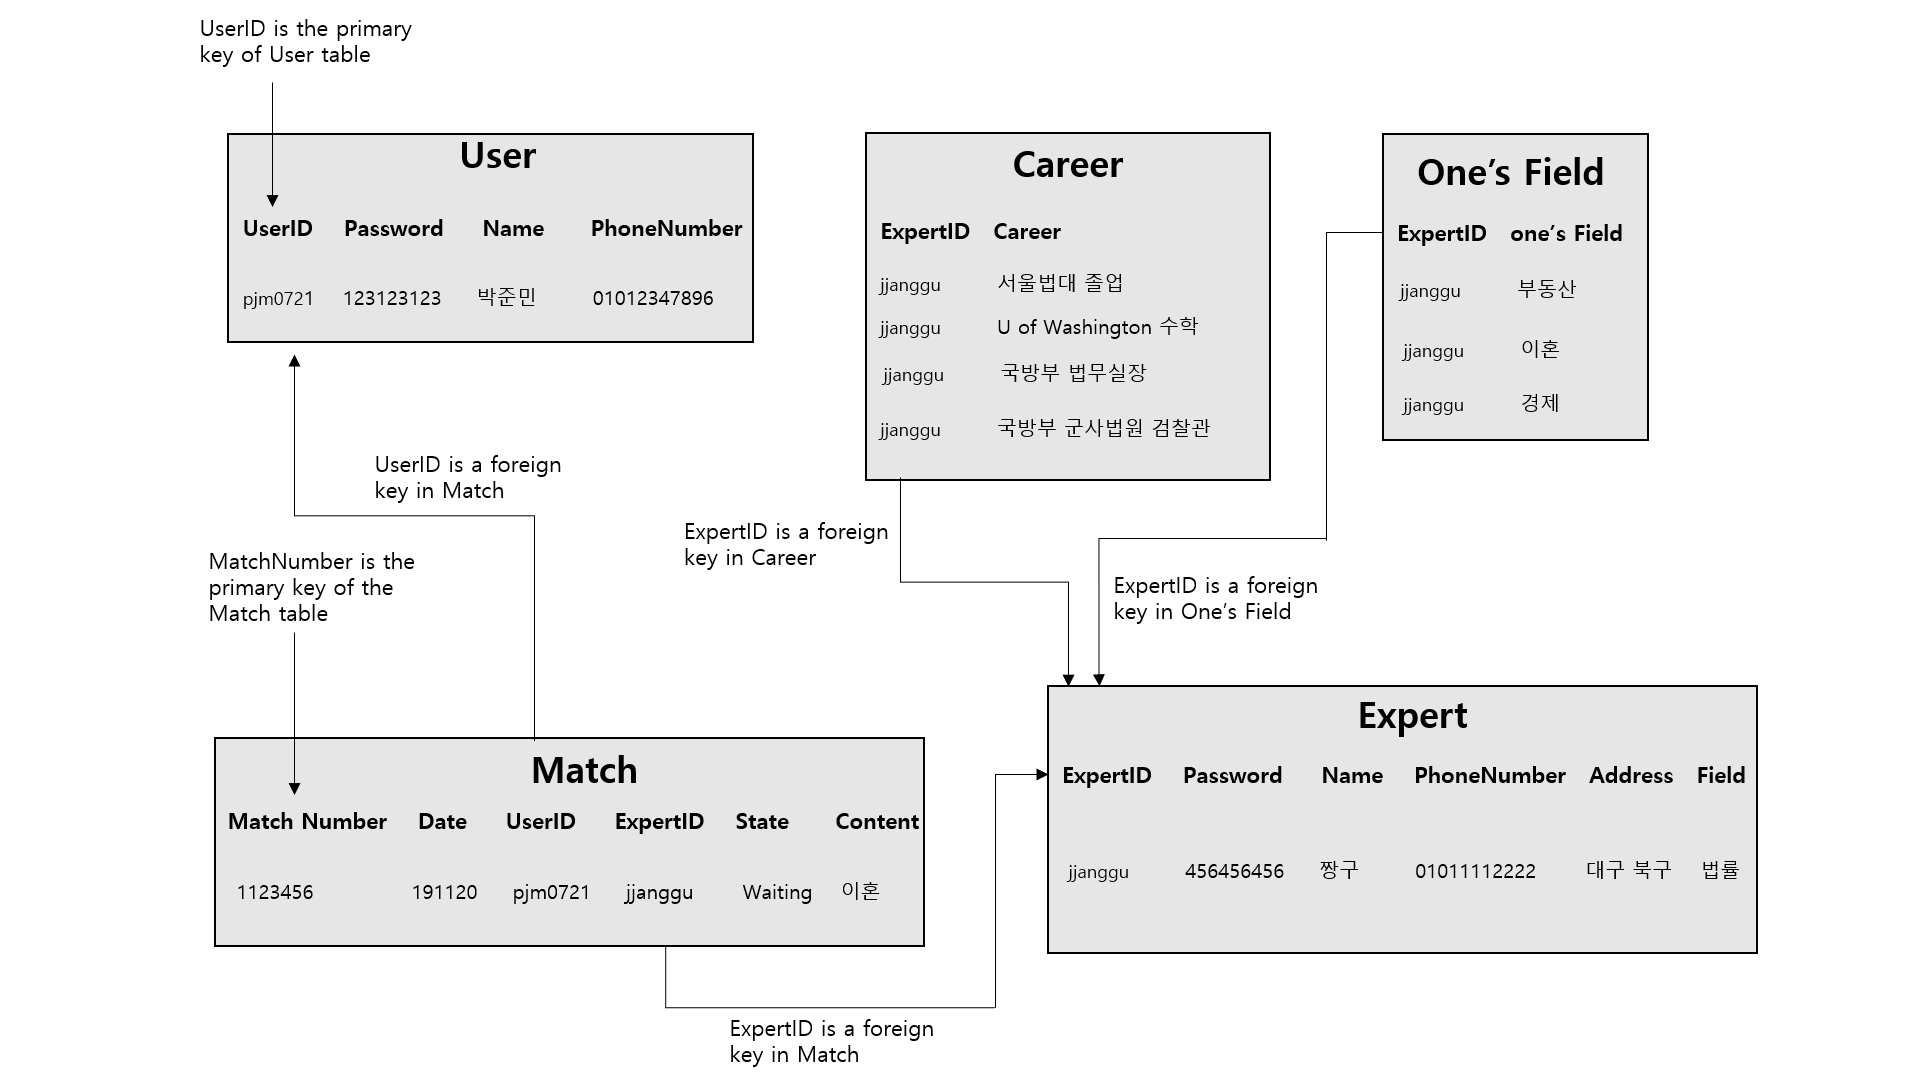 UserID is the primary
key of User table
User
UserID Password Name PhoneNumber
pjm0721 123123123 박준민 01012347896
Career
ExpertID Career
jjanggu 서울법대 졸업
jjanggu U of Washington 수학
jjanggu 국방부 법무실장
jjanggu 국방부 군사법원 검찰관
One’s Field
ExpertID one’s Field
jjanggu 부동산
jjanggu 이혼
jjanggu 경제
UserID is a foreign
key in Match
ExpertID is a foreign
key in Career
MatchNumber is the
primary key of the
Match table
ExpertID is a foreign
key in One’s Field
Match
Match Number Date UserID ExpertID State Content
1123456 191120 pjm0721 jjanggu Waiting 이혼
Expert
ExpertID Password Name PhoneNumber Address Field
jjanggu 456456456 짱구 01011112222 대구 북구 법률
ExpertID is a foreign
key in Match